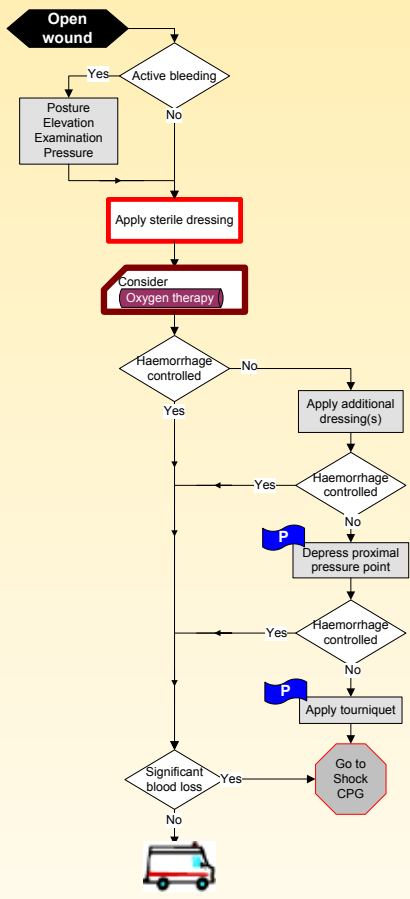 Open
wound
Active bleeding
Yes
No
Posture
Elevation
Examination
Pressure
Apply sterile dressing
Consider
Oxygen therapy
Haemorrhage
controlled
No
Yes
Apply additional
dressing(s)
Haemorrhage
controlled
Yes
No
P
Depress proximal
pressure point
Haemorrhage
controlled
Yes
No
P
Apply tourniquet
Significant
blood loss
Yes
No
Go to
Shock
CPG